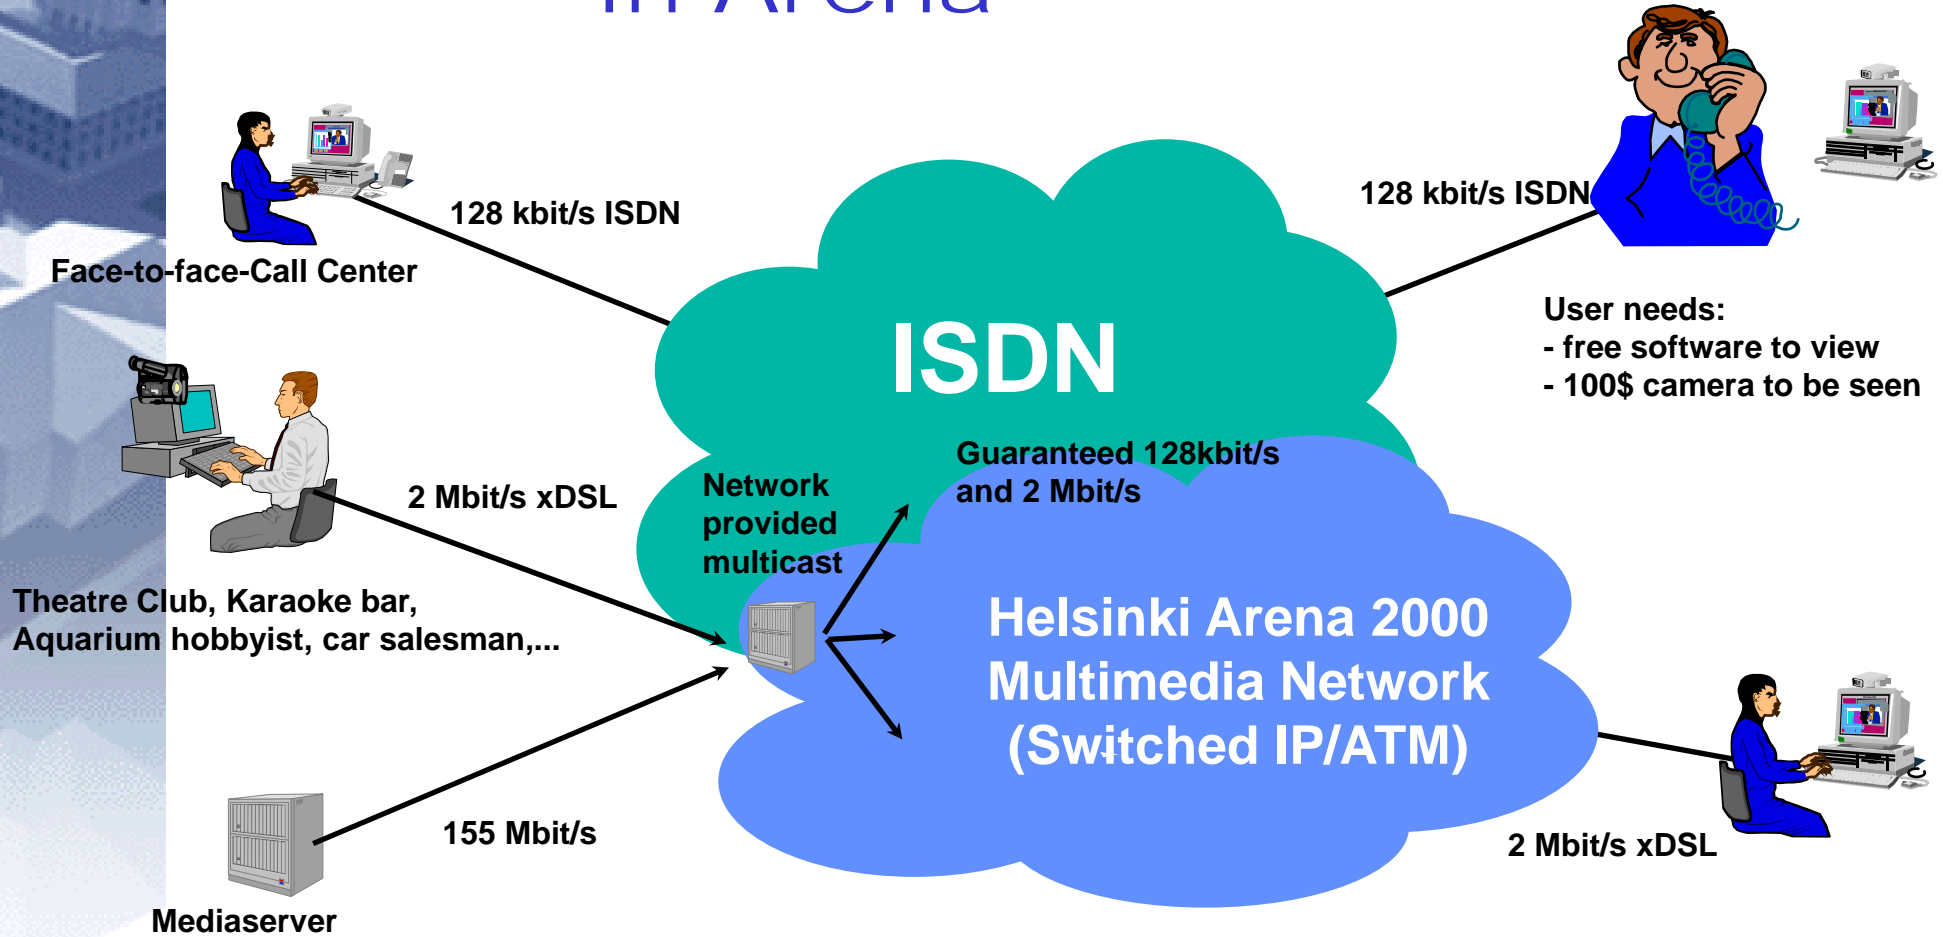 in Arena
128 kbit/s ISDN
128 kbit/s ISDN
Face-to-face-Call Center
User needs:
- free software to view
- 100$ camera to be seen
ISDN
Guaranteed 128kbit/s
and 2 Mbit/s
Network
provided
multicast
2 Mbit/s xDSL
Theatre Club, Karaoke bar,
Aquarium hobbyist, car salesman,...
Helsinki Arena 2000
Multimedia Network
(Switched IP/ATM)
155 Mbit/s
2 Mbit/s xDSL
Mediaserver